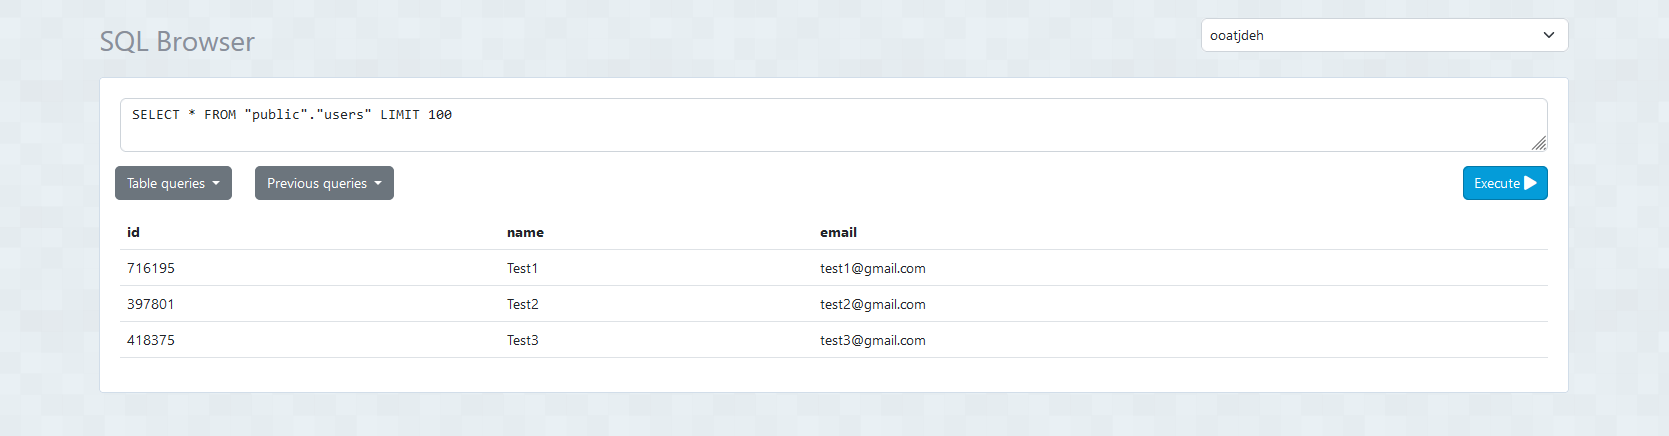 SQL Browser
ooatjdeh
SELECT * FROM "public"."users" LIMIT 100
Table queries
Previous queries
Execute
id name email
716195 Test1 test1@gmail.com
397801 Test2 test2@gmail.com
418375 Test3 test3@gmail.com